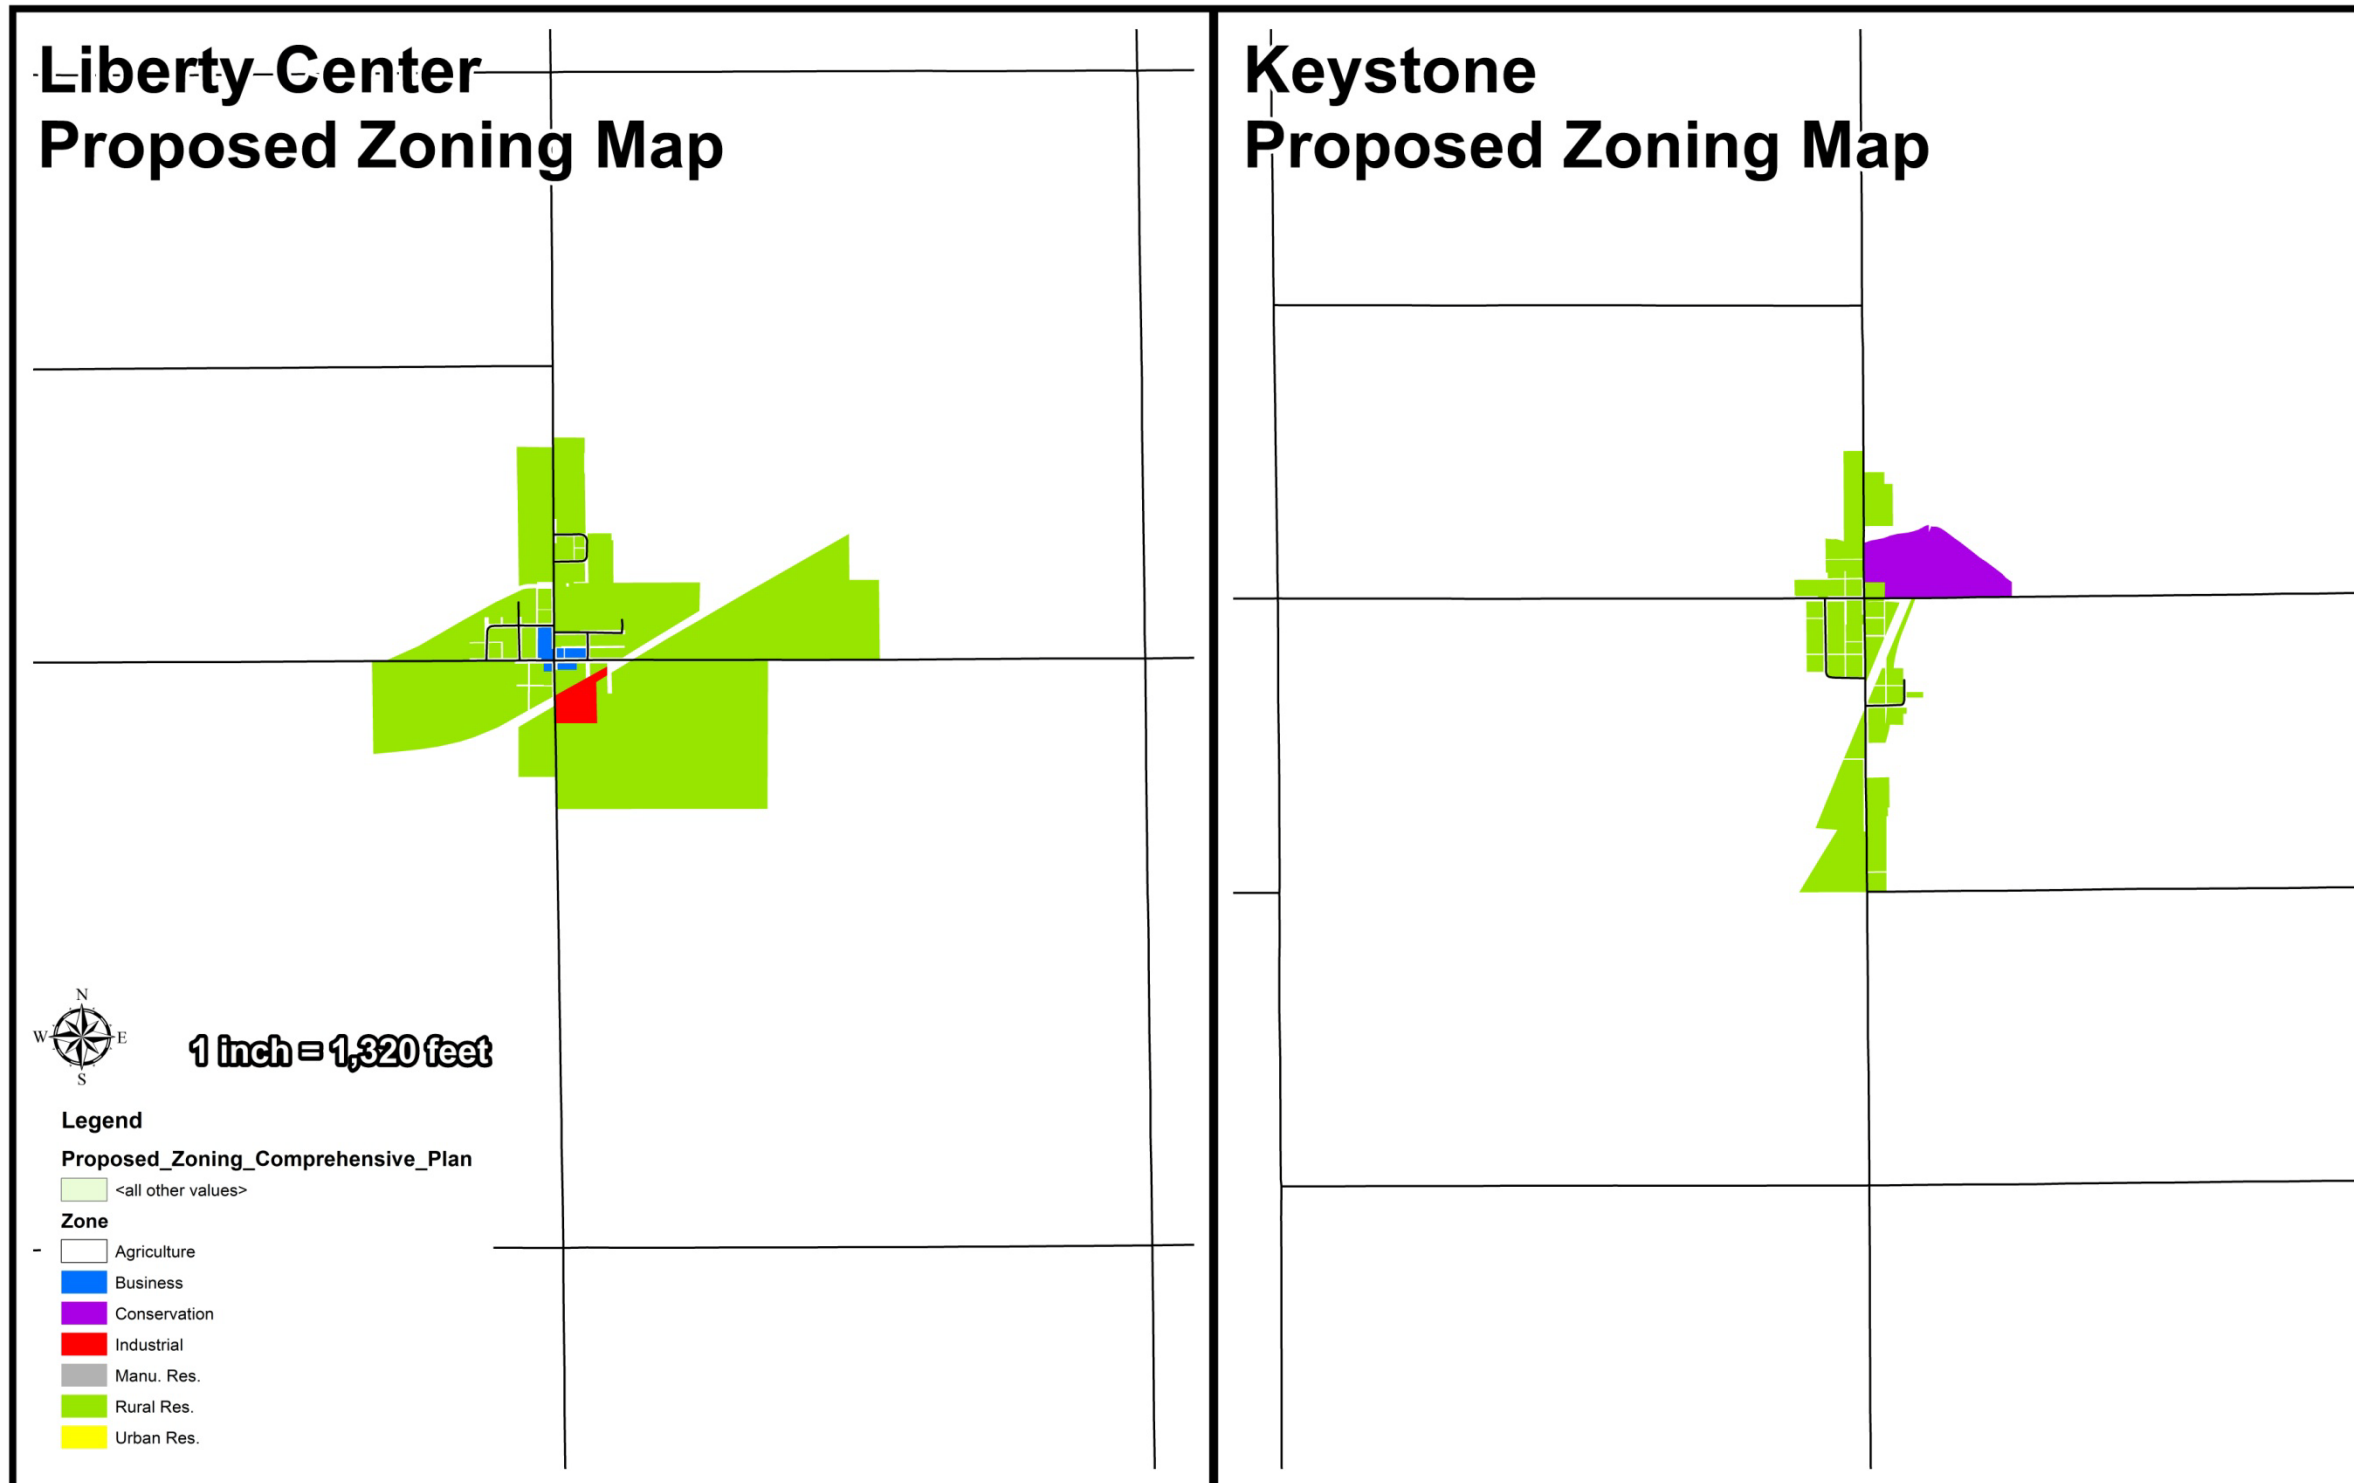 Liberty Center
Proposed Zoning Map
Keystone
Proposed Zoning Map
N
W
E
S
1 inch = 1,320 feet
Legend
Proposed_Zoning_Comprehensive_Plan
<all other values>
Zone
Agriculture
Business
Conservation
Industrial
Manu. Res.
Rural Res.
Urban Res.